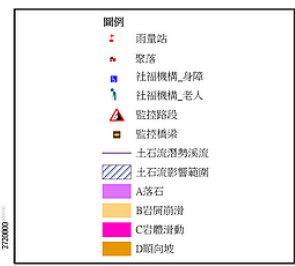 圖例
雨量站
聚落
社福機構_身障
社福機構_老人
監控路段
監控橋梁
土石流潛勢溪流
土石流影響範圍
A落石
B岩屑崩滑
C岩體滑動
D順向坡
2720000